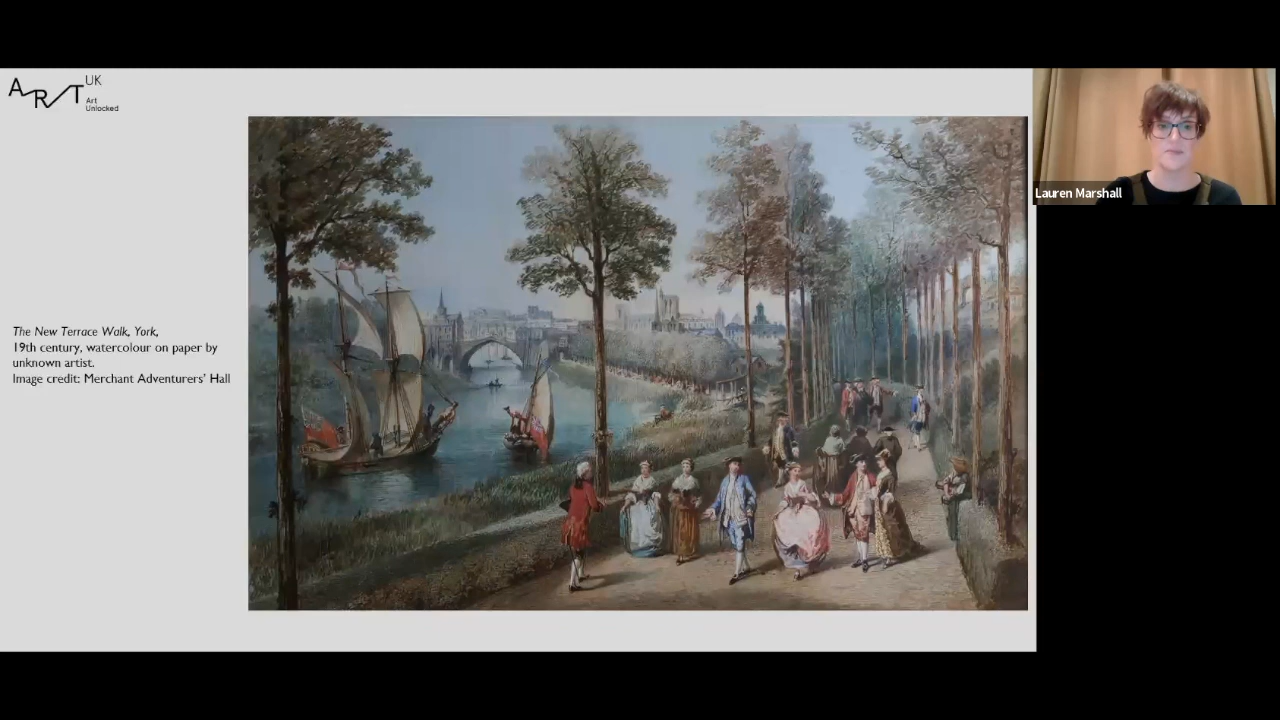 ART UK
Art
Unlocked
Lauren Marshall
The New Terrace Walk, York,
19th century, watercolour on paper by
unknown artist.
Image credit: Merchant Adventurers' Hall